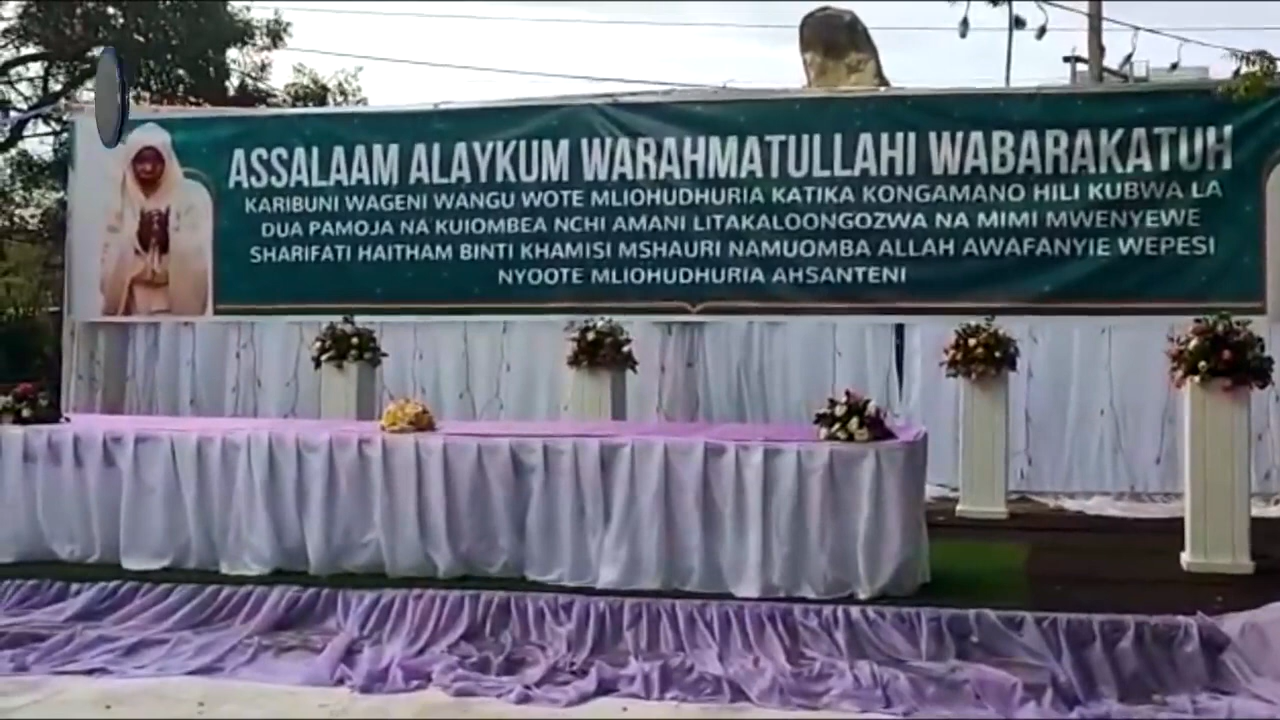 ASSALAAM ALAYKUM WARAHMATULLAHI WABARAKATUH
KARIBUNI WAGENI WANGU WOTE MLIOHUDHURIA KATIKA KONGAMANO HILI KUBWA LA
DUA PAMOJA NA KUIOMBEA NCHI AMANI LITAKALOONGOZWA NA MIMI MWENYEWE
SHARIFATI HAITHAM BINTI KHAMISI MSHAURI NAMUOMBA ALLAH AWAFANYIE WEPESI
NYOOTE MLIOHUDHURIA AHSANTENI